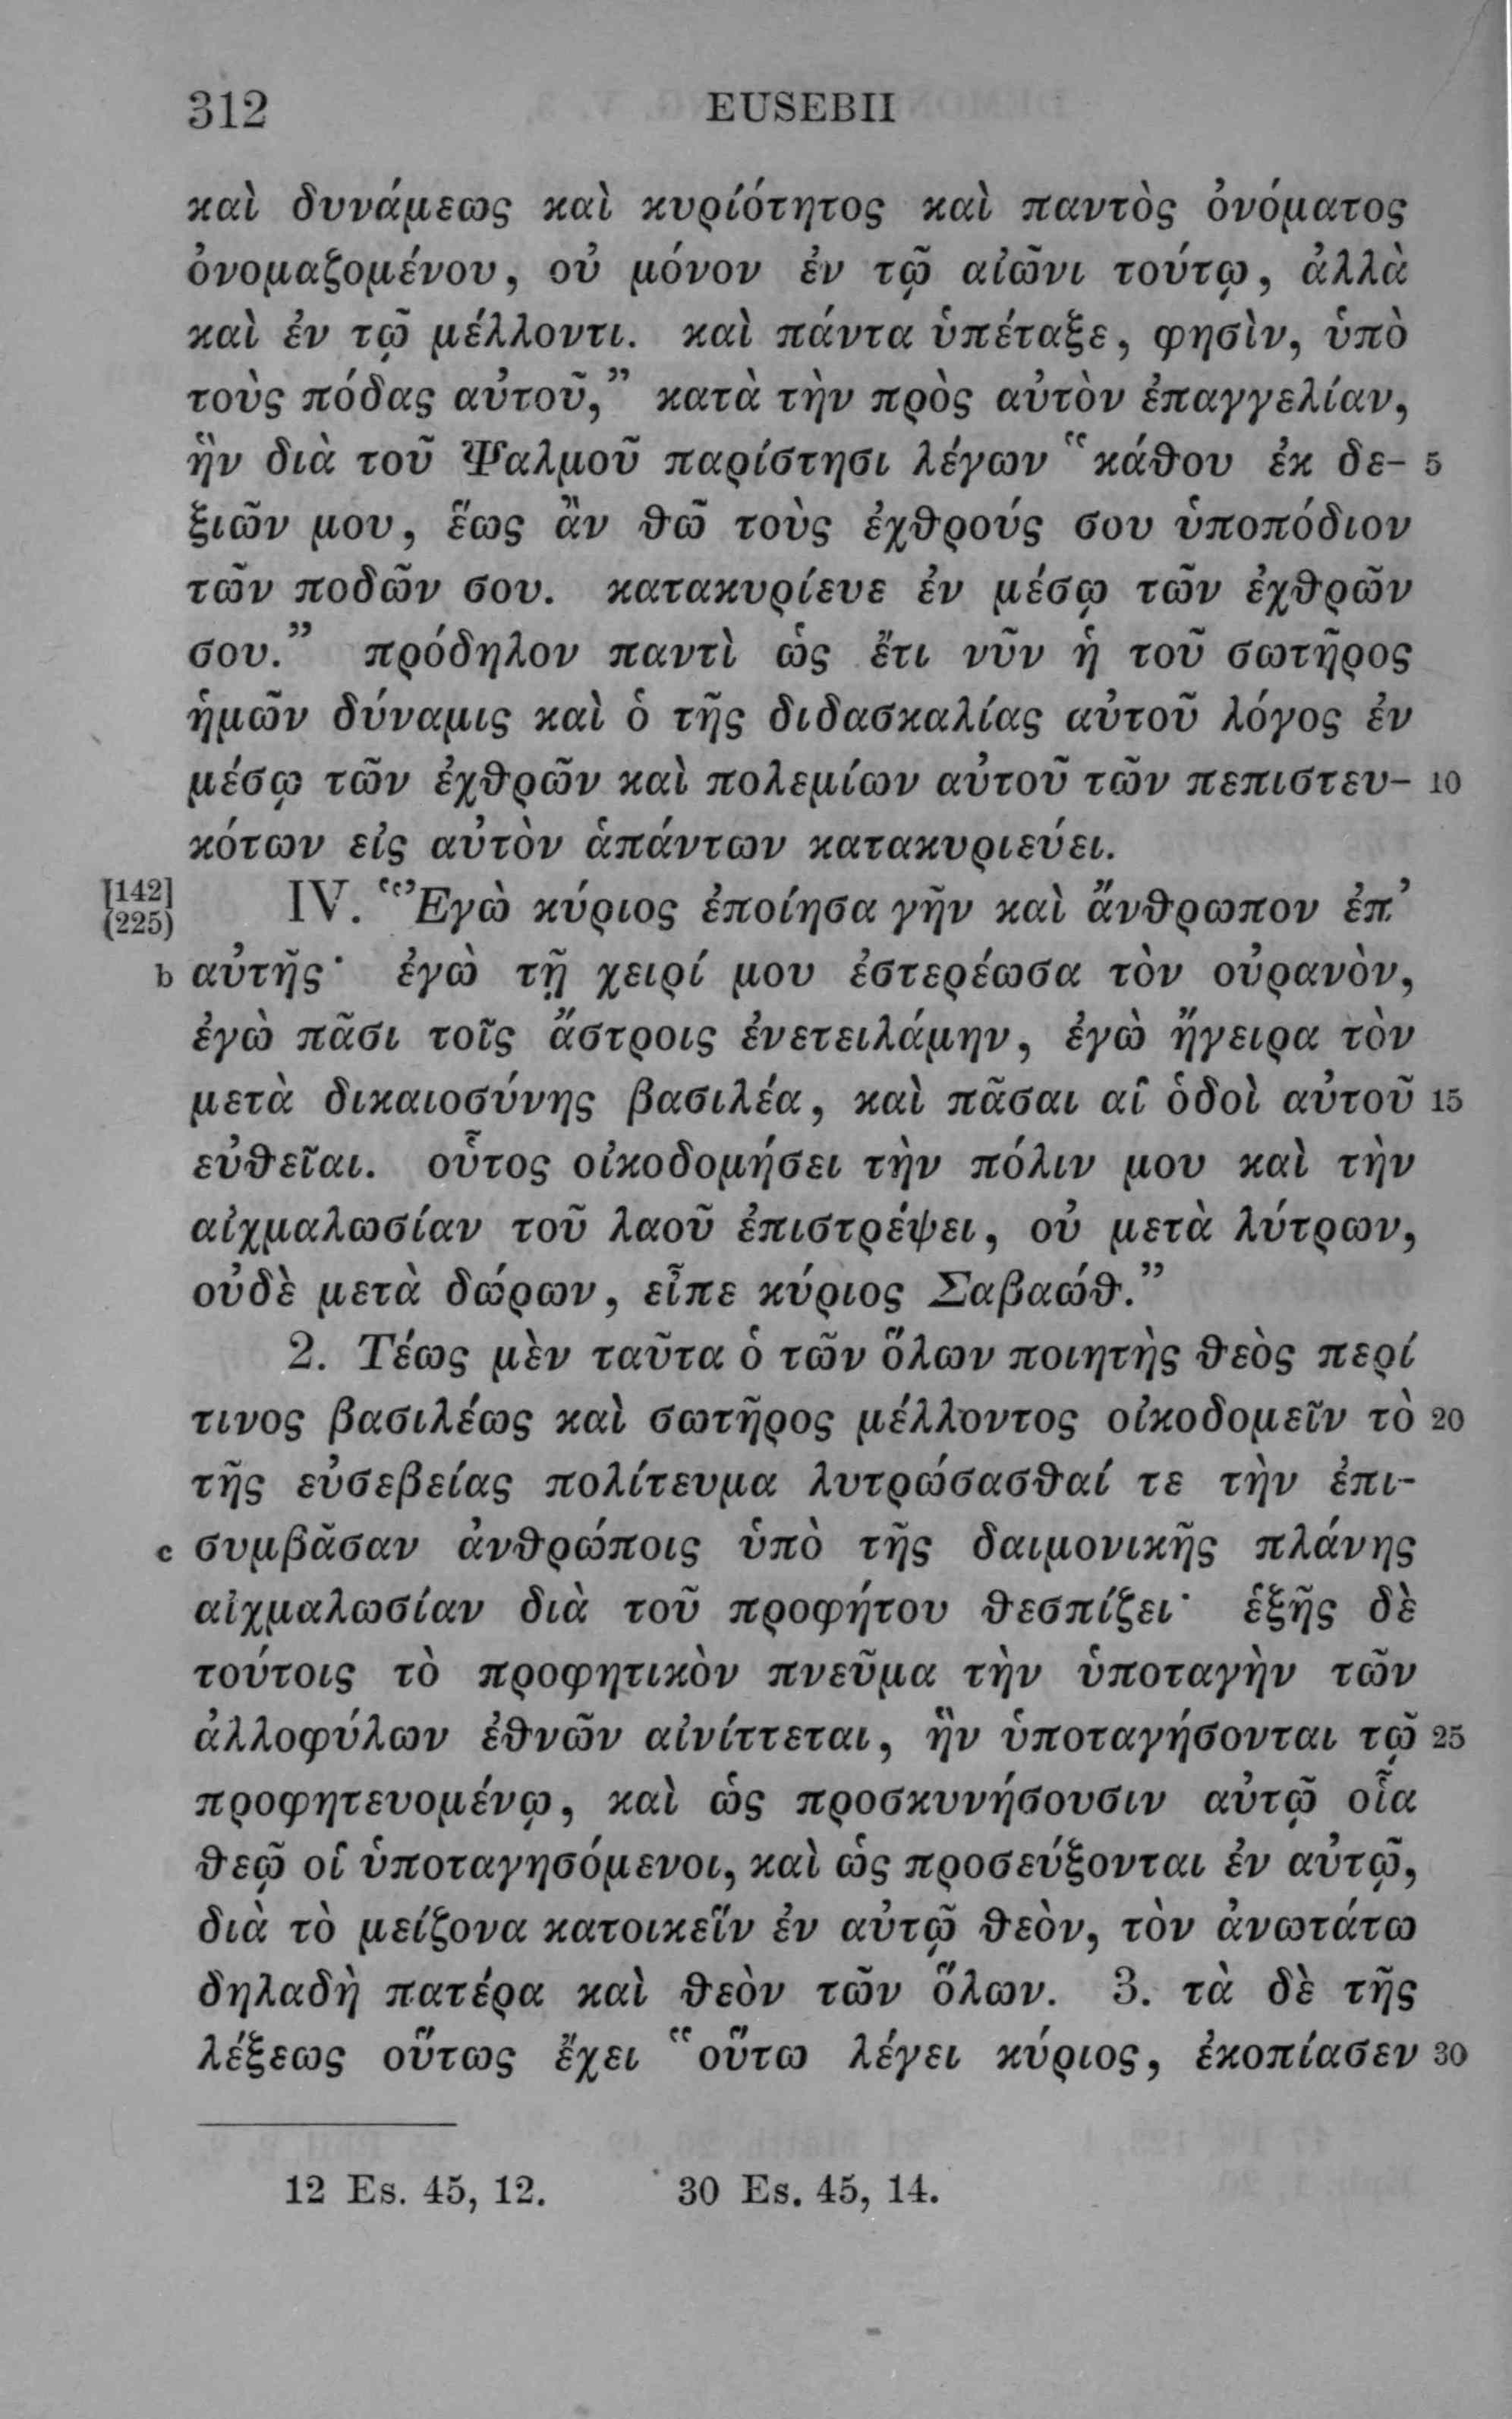 312 EUSEBII
καὶ δυνάμεως καὶ κυρίότητος καὶ παντὸς ὀνόματος
ὀνομαζομένου, οὐ μόνον ἐν τῷ αἰῶνι τούτῳ, ἀλλὰ
καὶ ἐν τῷ μέλλοντι. καὶ πάντα ὑπέταξε, φησὶν, ὑπὸ
τοὺς πόδας αὐτοῦ,” κατὰ τὴν πρὸς αὐτὸν ἐπαγγελίαν,
ἣν διὰ τοῦ Ψαλμοῦ παρίστησι λέγων “κάθου ἐκ δε- 5
ξιῶν μου, ἕως ἂν θῶ τοὺς ἐχθρούς σου ὑποπόδιον
τῶν ποδῶν σου. κατακυρίευε ἐν μέσῳ τῶν ἐχθρῶν
σου.” πρόδηλον παντὶ ὡς ἔτι νῦν ἡ τοῦ σωτῆρος
ἡμῶν δύναμις καὶ ὁ τῆς διδασκαλίας αὐτοῦ λόγος ἐν
μέσῳ τῶν ἐχθρῶν καὶ πολεμίων αὐτοῦ τῶν πεπιστευ- 10
κότων εἰς αὐτὸν ἁπάντων κατακυριεύει.
[142]
(225)
IV. “Ἐγὼ κύριος ἐποίησα γῆν καὶ ἄνθρωπον ἐπ’
b αὐτῆς· ἐγὼ τῇ χειρί μου ἐστερέωσα τὸν οὐρανὸν,
ἐγὼ πᾶσι τοῖς ἄστροις ἐνετειλάμην, ἐγὼ ἤγειρα τὸν
μετὰ δικαιοσύνης βασιλέα, καὶ πᾶσαι αἱ ὁδοὶ αὐτοῦ 15
εὐθεῖαι. οὗτος οἰκοδομήσει τὴν πόλιν μου καὶ τὴν
αἰχμαλωσίαν τοῦ λαοῦ ἐπιστρέψει, οὐ μετὰ λύτρων,
οὐδὲ μετὰ δώρων, εἶπε κύριος Σαβαώθ.”
2. Τέως μὲν ταῦτα ὁ τῶν ὅλων ποιητὴς θεὸς περί
τινος βασιλέως καὶ σωτῆρος μέλλοντος οἰκοδομεῖν τὸ 20
τῆς εὐσεβείας πολίτευμα λυτρώσασθαί τε τὴν ἐπι-
c συμβᾶσαν ἀνθρώποις ὑπὸ τῆς δαιμονικῆς πλάνης
αἰχμαλωσίαν διὰ τοῦ προφήτου θεσπίζει· ἑξῆς δὲ
τούτοις τὸ προφητικὸν πνεῦμα τὴν ὑποταγὴν τῶν
ἀλλοφύλων ἐθνῶν αἰνίττεται, ἣν ὑποταγήσονται τῷ 25
προφητευομένῳ, καὶ ὡς προσκυνήσουσιν αὐτῷ οἷα
θεῷ οἱ ὑποταγησόμενοι, καὶ ὡς προσεύξονται ἐν αὐτῷ,
διὰ τὸ μείζονα κατοικεῖν ἐν αὐτῷ θεὸν, τὸν ἀνωτάτω
δηλαδὴ πατέρα καὶ θεὸν τῶν ὅλων. 3. τὰ δὲ τῆς
λέξεως οὕτως ἔχει “οὕτω λέγει κύριος, ἐκοπίασεν 30
12 Es. 45, 12. 30 Es. 45, 14.